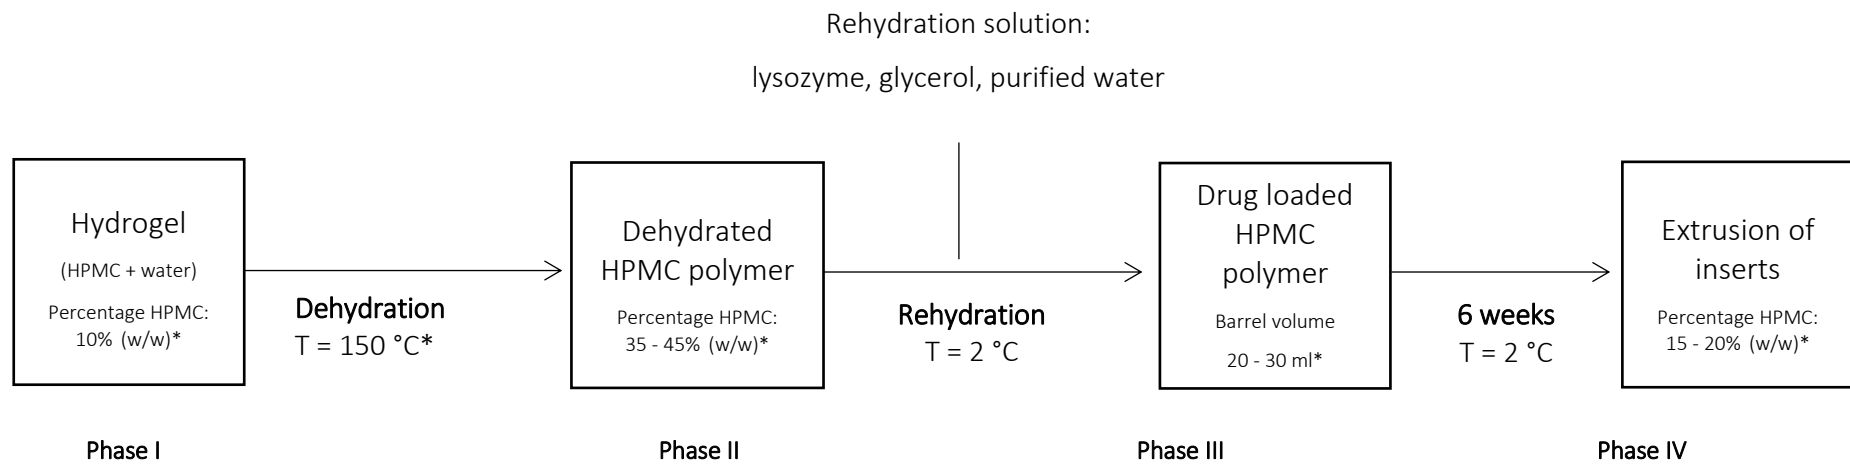 Rehydration solution:
lysozyme, glycerol, purified water
Hydrogel
(HPMC + water)
Percentage HPMC:
10% (w/w)*
Dehydration
T = 150 °C*
Dehydrated
HPMC polymer
Percentage HPMC:
35 - 45% (w/w)*
Rehydration
T = 2 °C
Drug loaded
HPMC
polymer
Barrel volume
20 - 30 ml*
6 weeks
T = 2 °C
Extrusion of
inserts
Percentage HPMC:
15 - 20% (w/w)*
Phase I
Phase II
Phase III
Phase IV